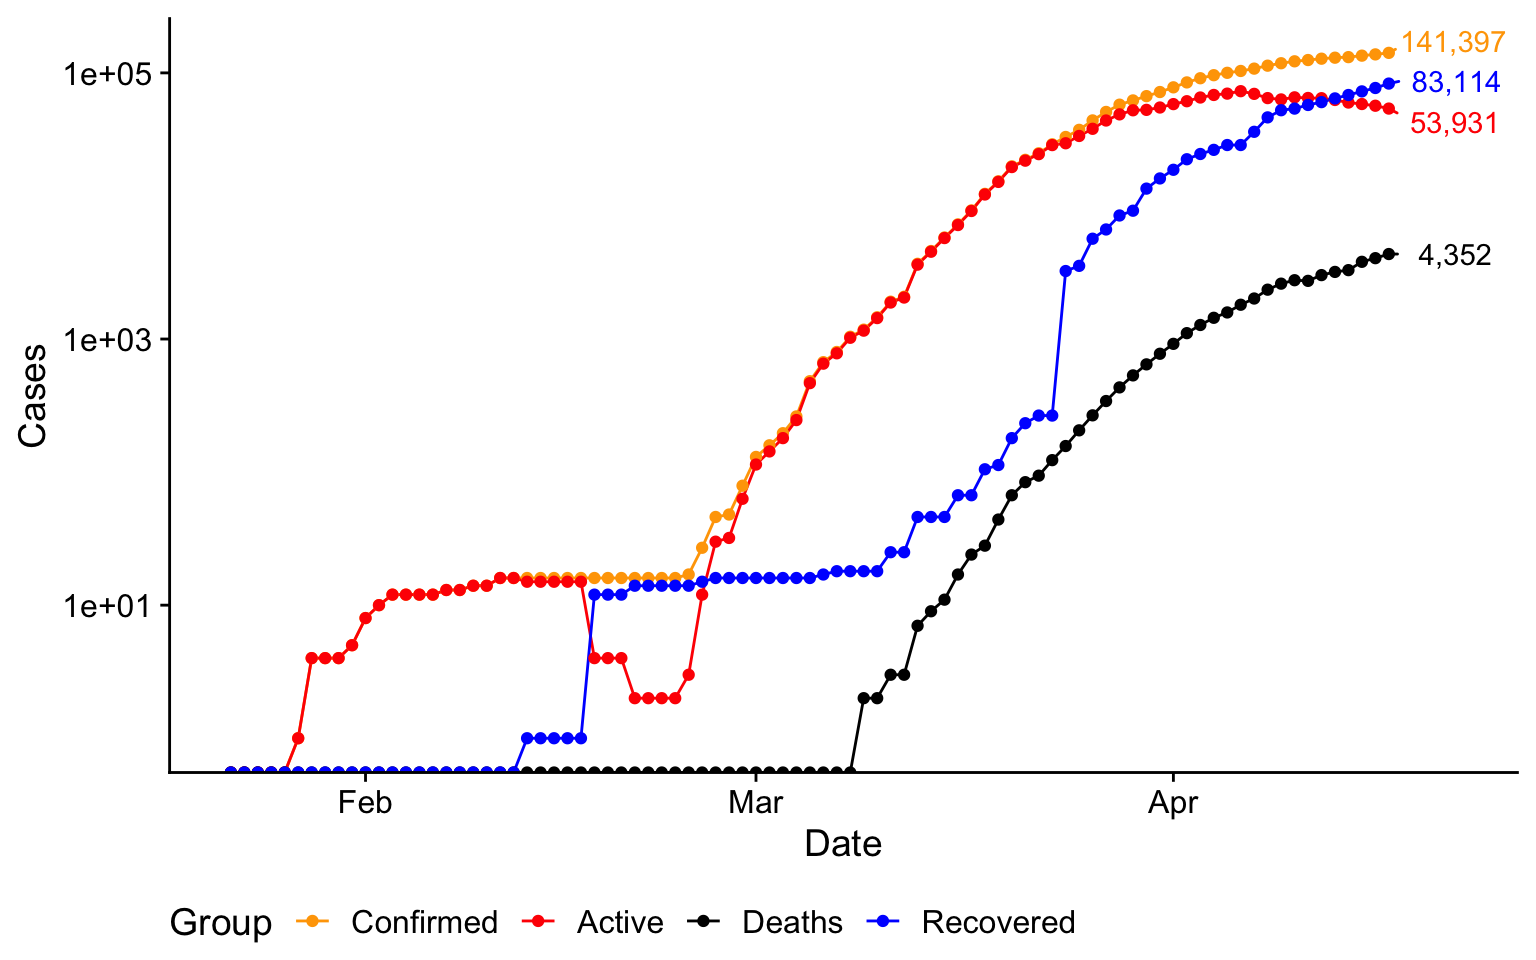 141,397
1e+05
83,114
53,931
4,352
1e+03
Cases
1e+01
Feb Mar Apr
Date
Group Confirmed Active Deaths Recovered